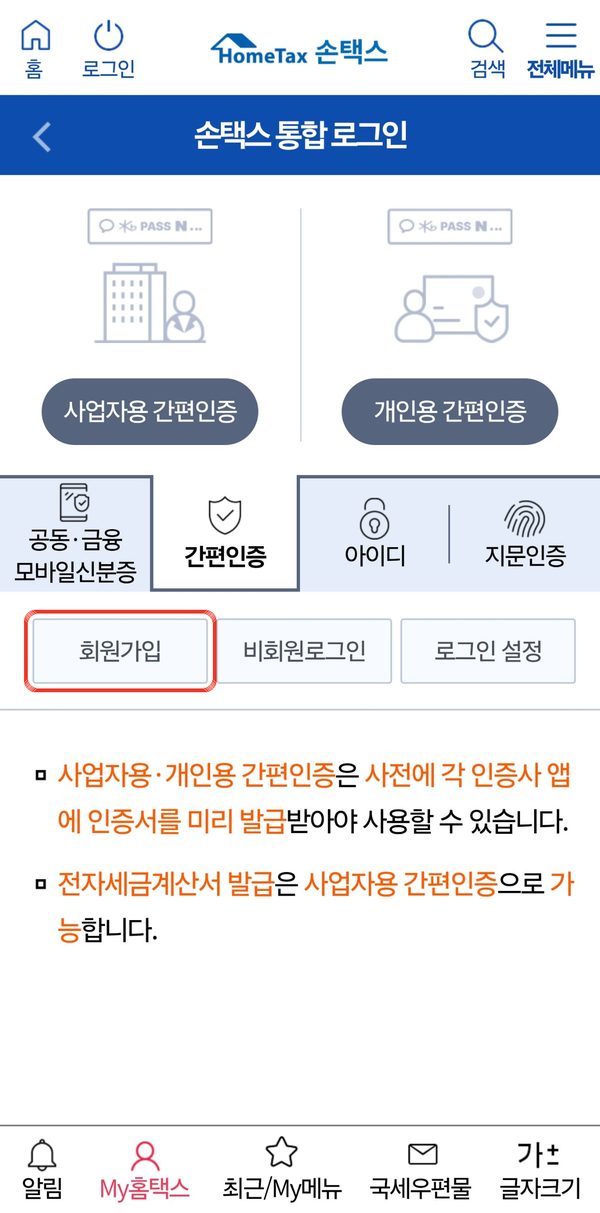 홈
로그인
HomeTax 손택스
검색
전체메뉴
손택스 통합 로그인
PASS N ...
PASS N ...
사업자용 간편인증
개인용 간편인증
공동·금융
모바일신분증
간편인증
아이디
지문인증
회원가입
비회원로그인
로그인 설정
사업자용·개인용 간편인증은 사전에 각 인증사 앱
에 인증서를 미리 발급받아야 사용할 수 있습니다.
전자세금계산서 발급은 사업자용 간편인증으로 가
능합니다.
알림
My홈택스
최근/My메뉴
국세우편물
가±
글자크기